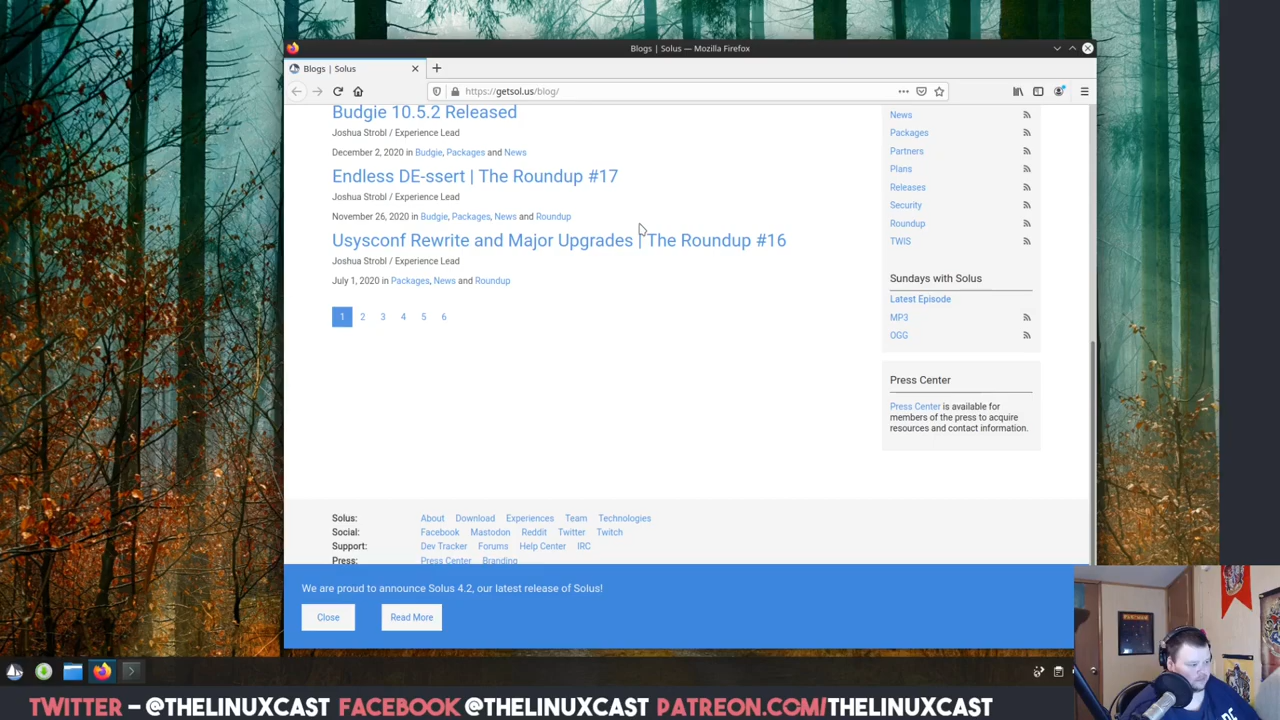 Blogs | Solus — Mozilla Firefox
Blogs | Solus
https://getsol.us/blog/
Budgie 10.5.2 Released
Joshua Strobl / Experience Lead
December 2, 2020 in Budgie, Packages and News
Endless DE-ssert | The Roundup #17
Joshua Strobl / Experience Lead
November 26, 2020 in Budgie, Packages, News and Roundup
Usysconf Rewrite and Major Upgrades | The Roundup #16
Joshua Strobl / Experience Lead
July 1, 2020 in Packages, News and Roundup
1 2 3 4 5 6
News
Packages
Partners
Plans
Releases
Security
Roundup
TWIS
Sundays with Solus
Latest Episode
MP3
OGG
Press Center
Press Center is available for
members of the press to acquire
resources and contact information.
Solus: About Download Experiences Team Technologies
Social: Facebook Mastodon Reddit Twitter Twitch
Support: Dev Tracker Forums Help Center IRC
Press: Press Center Branding
We are proud to announce Solus 4.2, our latest release of Solus!
Close Read More
TWITTER – @THELINUXCAST FACEBOOK @THELINUXCAST PATREON.COM/THELINUXCAST